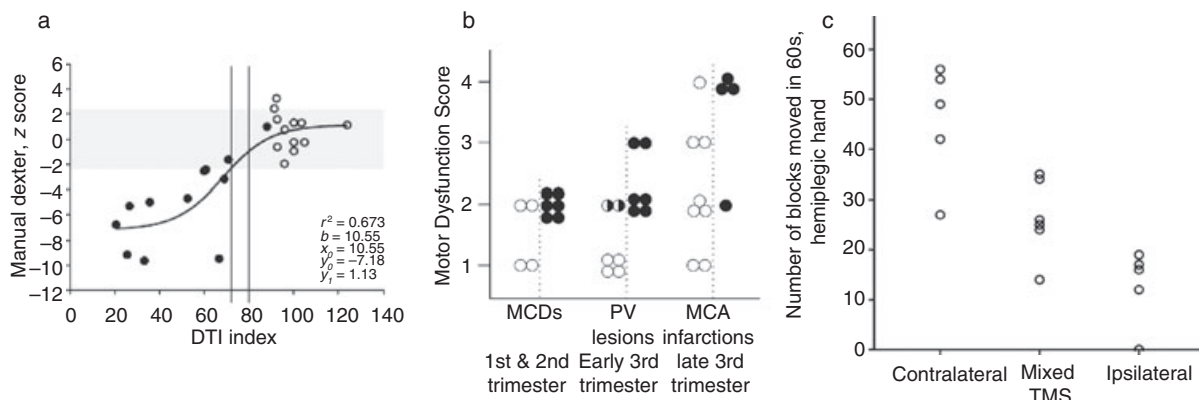 a
Manual dexter, z score
6
4
2
0
−2
−4
−6
−8
−10
−12
0
20
40
60
80
100
120
140
DTI index
r² = 0.673
b = 10.55
x₀ = 10.55
y₀ = −7.18
y₁ = 1.13
b
Motor Dysfunction Score
4
3
2
1
MCDs
1st & 2nd
trimester
PV
lesions
Early 3rd
trimester
MCA
infarctions
late 3rd
trimester
c
Number of blocks moved in 60s,
hemiplegic hand
60
50
40
30
20
10
0
Contralateral
Mixed
TMS
Ipsilateral